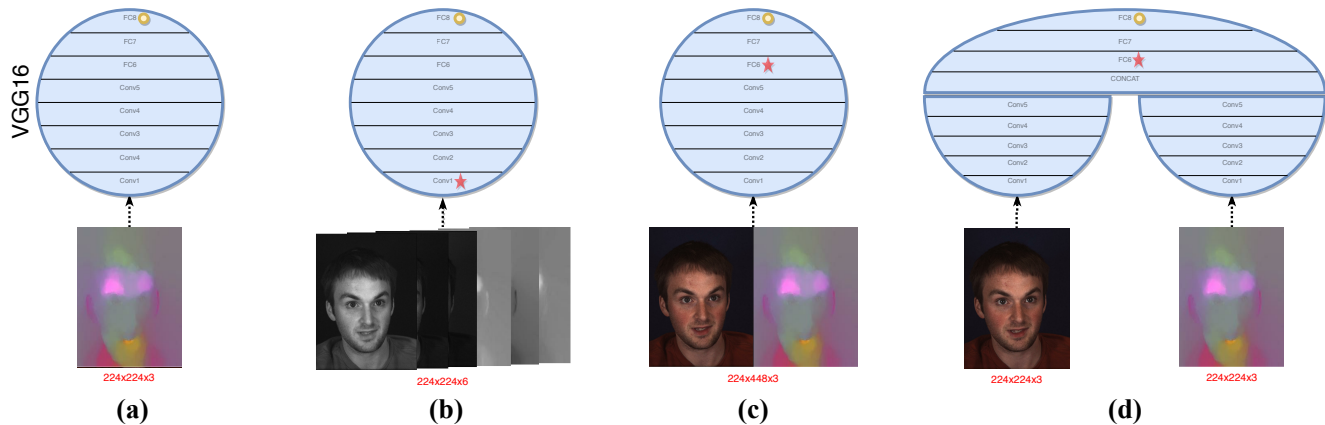 VGG16
FC8
FC7
FC6
Conv5
Conv4
Conv3
Conv4
Conv1
224x224x3
(a)
FC8
FC7
FC6
Conv5
Conv4
Conv3
Conv2
Conv1
224x224x6
(b)
FC8
FC7
FC6
Conv5
Conv4
Conv3
Conv2
Conv1
224x448x3
(c)
FC8
FC7
FC6
CONCAT
Conv5
Conv4
Conv3
Conv2
Conv1
224x224x3
Conv5
Conv4
Conv3
Conv2
Conv1
224x224x3
(d)